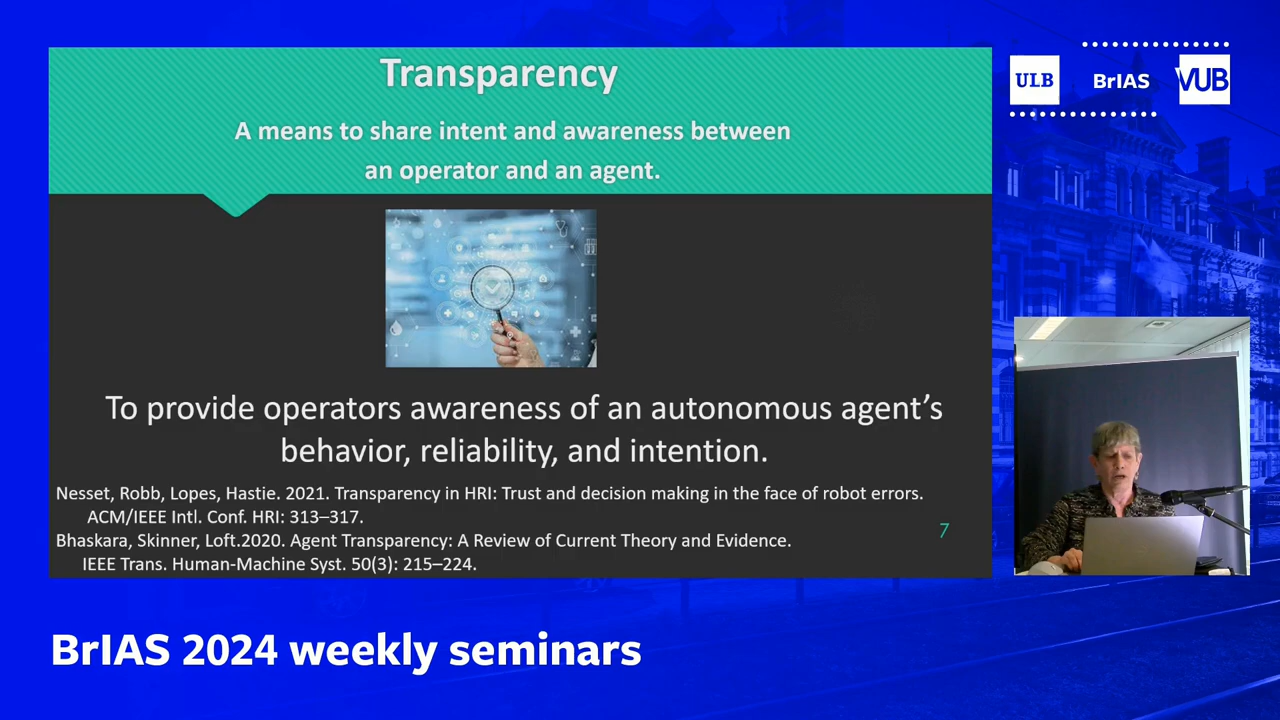 Transparency
A means to share intent and awareness between
an operator and an agent.
To provide operators awareness of an autonomous agent's
behavior, reliability, and intention.
Nesset, Robb, Lopes, Hastie. 2021. Transparency in HRI: Trust and decision making in the face of robot errors.
ACM/IEEE Intl. Conf. HRI: 313–317.
Bhaskara, Skinner, Loft.2020. Agent Transparency: A Review of Current Theory and Evidence.
IEEE Trans. Human-Machine Syst. 50(3): 215–224.
7
ULB
BrIAS
VUB
BrIAS 2024 weekly seminars